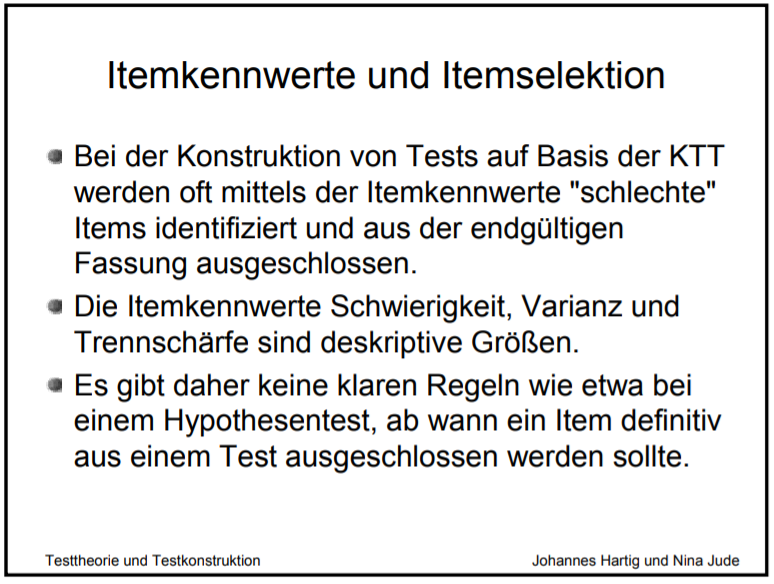 Itemkennwerte und Itemselektion
Bei der Konstruktion von Tests auf Basis der KTT
werden oft mittels der Itemkennwerte "schlechte"
Items identifiziert und aus der endgültigen
Fassung ausgeschlossen.
Die Itemkennwerte Schwierigkeit, Varianz und
Trennschärfe sind deskriptive Größen.
Es gibt daher keine klaren Regeln wie etwa bei
einem Hypothesentest, ab wann ein Item definitiv
aus einem Test ausgeschlossen werden sollte.
Testtheorie und Testkonstruktion
Johannes Hartig und Nina Jude